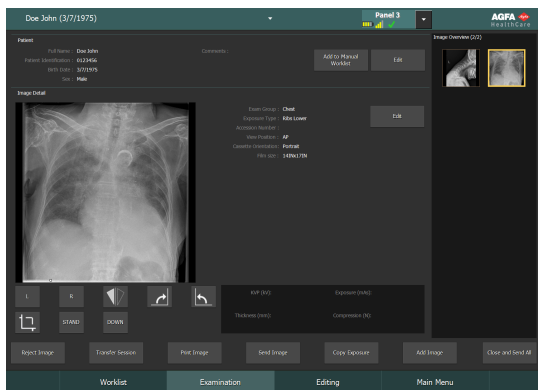 Doe John (3/7/1975)
Panel 3
AGFA
HealthCare
Patient
Full Name : Doe John
Patient Identification : 0123456
Birth Date : 3/7/1975
Sex : Male
Comments :
Add to Manual
Worklist
Edit
Image Overview (2/2)
Image Detail
Exam Group : Chest
Exposure Type : Ribs Lower
Accession Number :
View Position : AP
Cassette Orientation : Portrait
Film size : 14INx17IN
Edit
L
R
STAND
DOWN
KVP (kV):
Exposure (mAs):
Thickness (mm):
Compression (N):
Reject Image
Transfer Session
Print Image
Send Image
Copy Exposure
Add Image
Close and Send All
Worklist
Examination
Editing
Main Menu